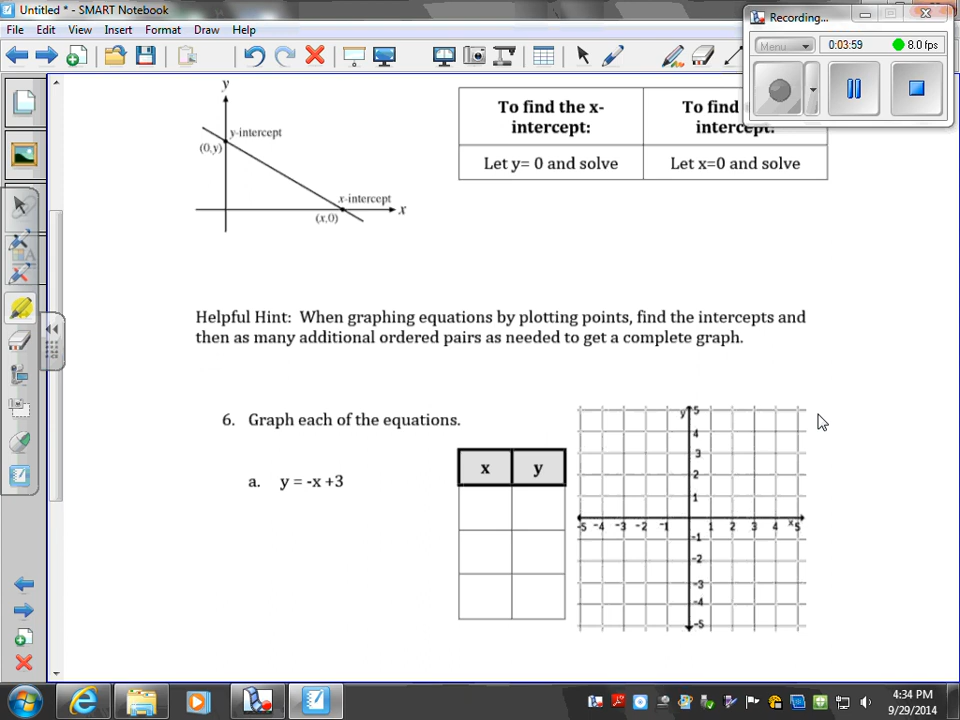 Untitled * - SMART Notebook
Recording...
File Edit View Insert Format Draw Help
Menu 0:03:59 8.0 fps
y
y-intercept
(0,y)
x-intercept
x
(x,0)
To find the x-
intercept:
To find
intercept:
Let y= 0 and solve
Let x=0 and solve
Helpful Hint: When graphing equations by plotting points, find the intercepts and
then as many additional ordered pairs as needed to get a complete graph.
6. Graph each of the equations.
a. y = -x +3
x y
y 5
4
3
2
1
-5 -4 -3 -2 -1 1 2 3 4 x 5
-1
-2
-3
-4
-5
4:34 PM
9/29/2014